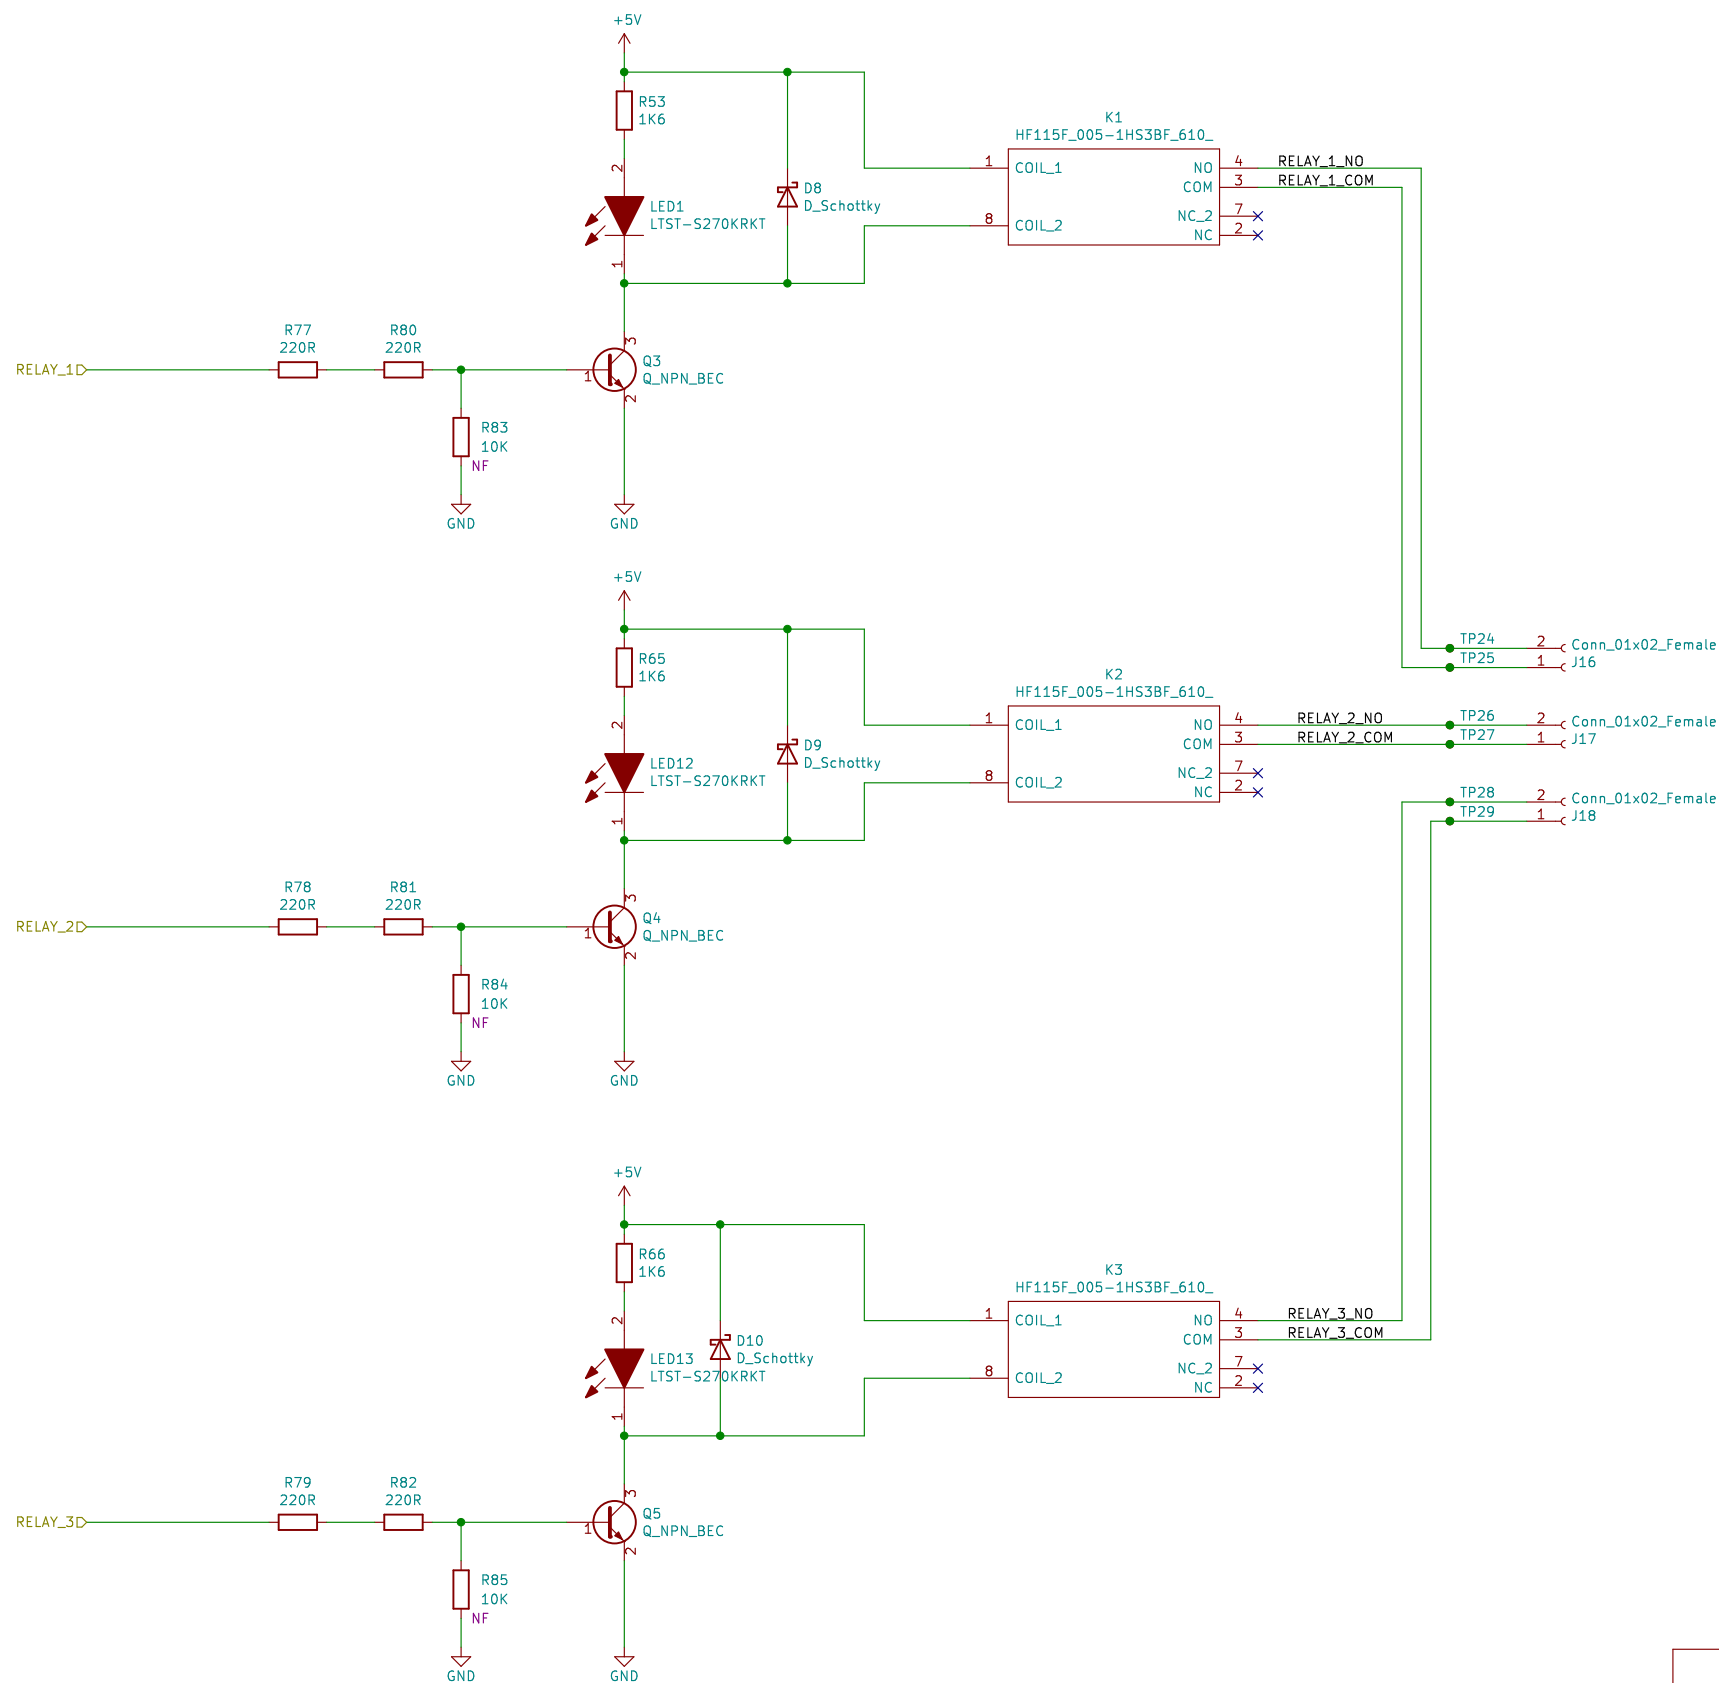 +5V
R53
1K6
2
LED1
LTST-S270KRKT
1
D8
D_Schottky
K1
HF115F_005-1HS3BF_610_
1
COIL_1
8
COIL_2
NO
4
RELAY_1_NO
COM
3
RELAY_1_COM
NC_2
7
NC
2
RELAY_1
R77
220R
R80
220R
3
Q3
Q_NPN_BEC
1
2
R83
10K
NF
GND
GND
+5V
R65
1K6
2
LED12
LTST-S270KRKT
1
D9
D_Schottky
K2
HF115F_005-1HS3BF_610_
1
COIL_1
8
COIL_2
NO
4
RELAY_2_NO
COM
3
RELAY_2_COM
NC_2
7
NC
2
TP24
2
Conn_01x02_Female
TP25
1
J16
TP26
2
Conn_01x02_Female
TP27
1
J17
TP28
2
Conn_01x02_Female
TP29
1
J18
RELAY_2
R78
220R
R81
220R
3
Q4
Q_NPN_BEC
1
2
R84
10K
NF
GND
GND
+5V
R66
1K6
2
LED13
LTST-S270KRKT
1
D10
D_Schottky
K3
HF115F_005-1HS3BF_610_
1
COIL_1
8
COIL_2
NO
4
RELAY_3_NO
COM
3
RELAY_3_COM
NC_2
7
NC
2
RELAY_3
R79
220R
R82
220R
3
Q5
Q_NPN_BEC
1
2
R85
10K
NF
GND
GND